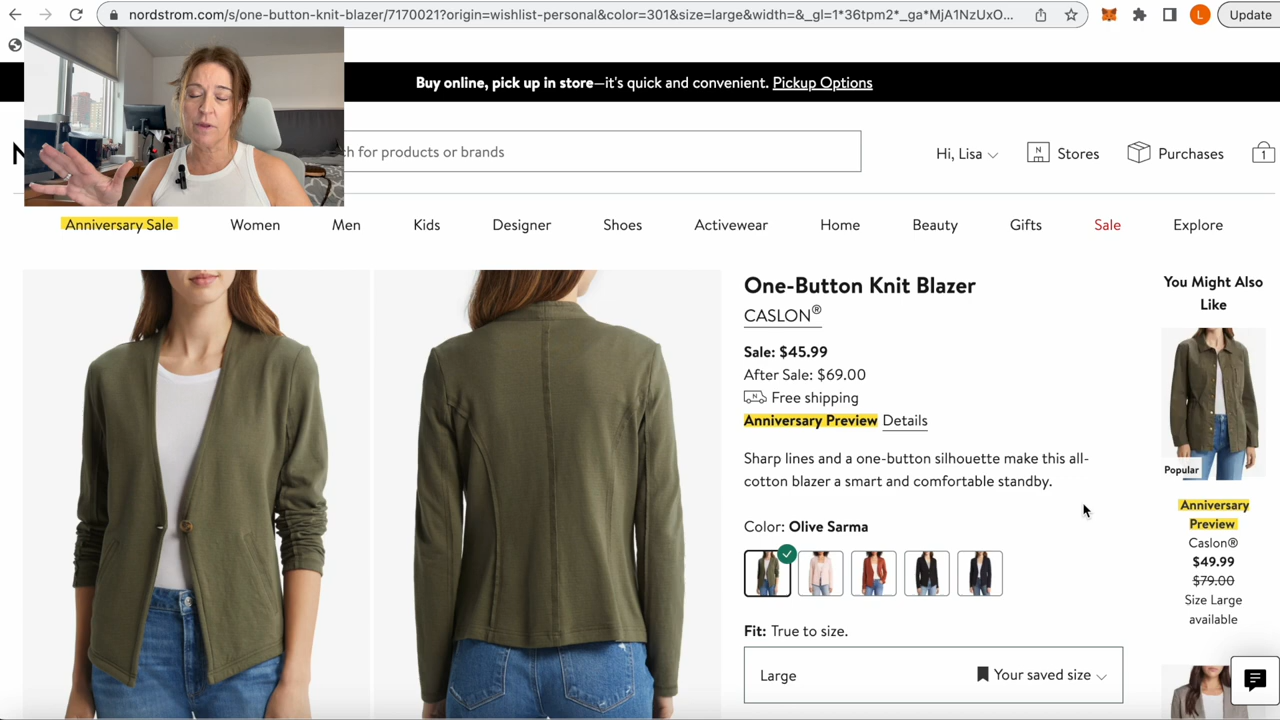 nordstrom.com/s/one-button-knit-blazer/7170021?origin=wishlist-personal&color=301&size=large&width=&_gl=1*36tpm2*_ga*MjA1NzUxO...
L
Update
Buy online, pick up in store—it's quick and convenient. Pickup Options
N
h for products or brands
Hi, Lisa
N
Stores
Purchases
1
Anniversary Sale
Women
Men
Kids
Designer
Shoes
Activewear
Home
Beauty
Gifts
Sale
Explore
One-Button Knit Blazer
CASLON®
Sale: $45.99
After Sale: $69.00
N Free shipping
Anniversary Preview Details
Sharp lines and a one-button silhouette make this all-
cotton blazer a smart and comfortable standby.
Color: Olive Sarma
Fit: True to size.
Large
Your saved size
You Might Also
Like
Popular
Anniversary
Preview
Caslon®
$49.99
$79.00
Size Large
available